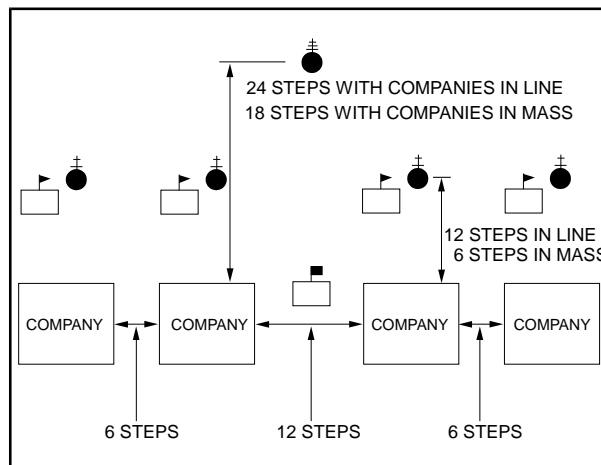 24 STEPS WITH COMPANIES IN LINE
18 STEPS WITH COMPANIES IN MASS
12 STEPS IN LINE
6 STEPS IN MASS
COMPANY
COMPANY
COMPANY
COMPANY
6 STEPS
12 STEPS
6 STEPS